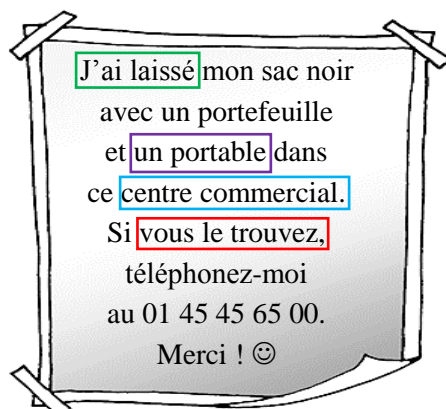 J’ai laissé mon sac noir
avec un portefeuille
et un portable dans
ce centre commercial.
Si vous le trouvez,
téléphonez-moi
au 01 45 45 65 00.
Merci ! ☺